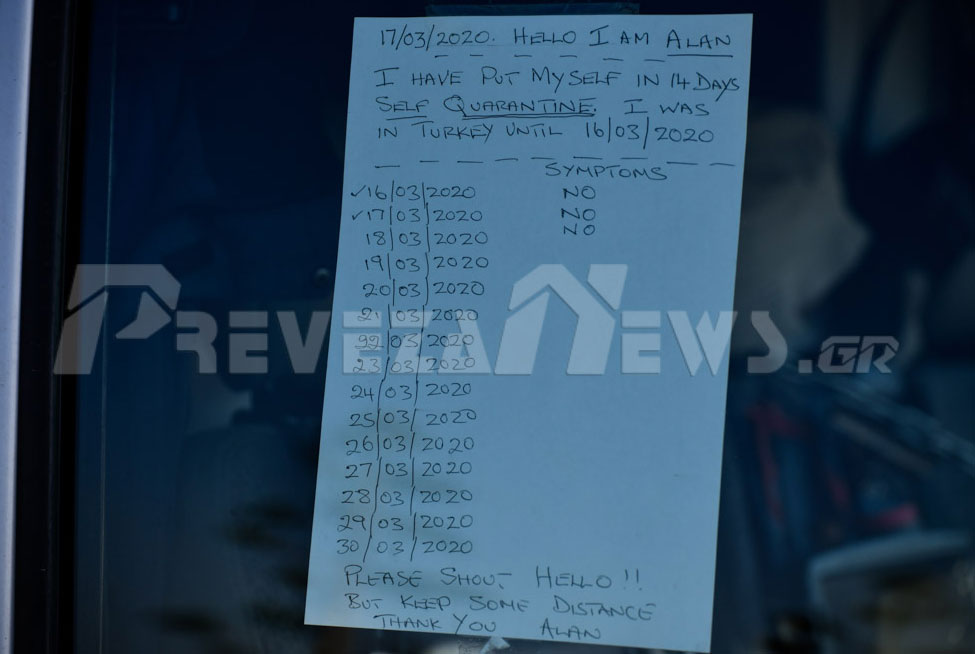 17/03/2020. HELLO I AM ALAN
I HAVE PUT MYSELF IN 14 DAYS
SELF QUARANTINE. I WAS
IN TURKEY UNTIL 16/03/2020
SYMPTOMS
✓16/03/2020 NO
✓17/03/2020 NO
18/03/2020 NO
19/03/2020
20/03/2020
21/03/2020
22/03/2020
23/03/2020
24/03/2020
25/03/2020
26/03/2020
27/03/2020
28/03/2020
29/03/2020
30/03/2020
PLEASE SHOUT HELLO!!
BUT KEEP SOME DISTANCE
THANK YOU ALAN
PREVEZANEWS.GR